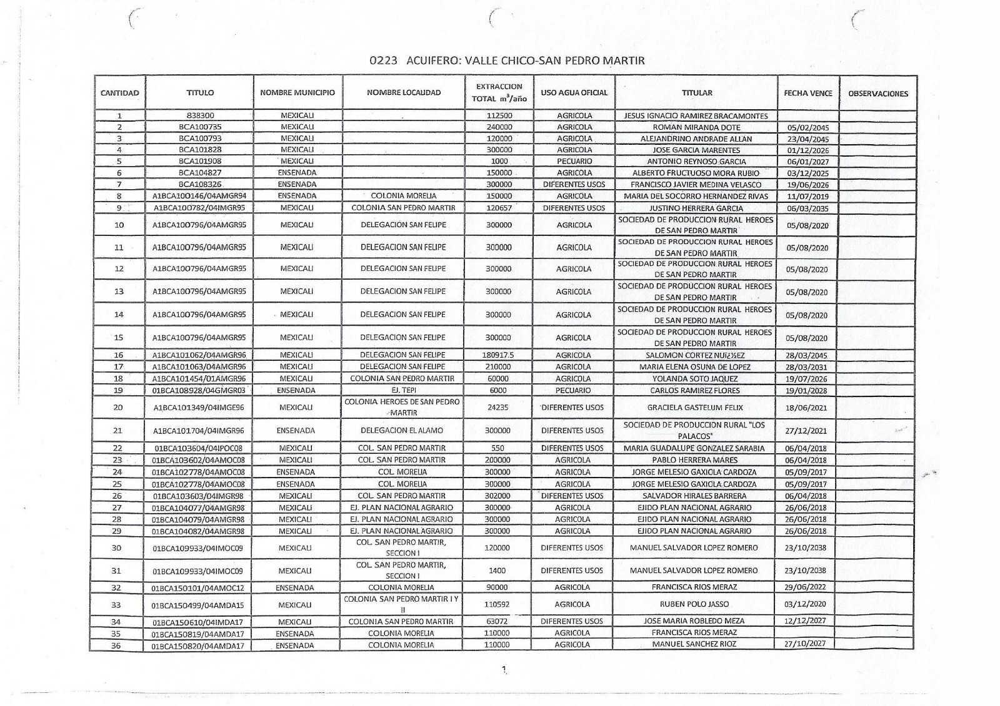 0223 ACUIFERO: VALLE CHICO-SAN PEDRO MARTIR
CANTIDAD TITULO NOMBRE MUNICIPIO NOMBRE LOCALIDAD EXTRACCION TOTAL m³/año USO AGUA OFICIAL TITULAR FECHA VENCE OBSERVACIONES
1 838300 MEXICALI 112500 AGRICOLA JESUS IGNACIO RAMIREZ BRACAMONTES
2 BCA100735 MEXICALI 240000 AGRICOLA ROMAN MIRANDA DOTE 05/02/2045
3 BCA100793 MEXICALI 120000 AGRICOLA ALEJANDRINO ANDRADE ALLAN 23/04/2045
4 BCA101828 MEXICALI 300000 AGRICOLA JOSE GARCIA MARENTES 01/12/2026
5 BCA101908 MEXICALI 1000 PECUARIO ANTONIO REYNOSO GARCIA 06/01/2027
6 BCA104827 ENSENADA 150000 AGRICOLA ALBERTO FRUCTUOSO MORA RUBIO 03/12/2025
7 BCA108326 ENSENADA 300000 DIFERENTES USOS FRANCISCO JAVIER MEDINA VELASCO 19/06/2026
8 A1BCA100146/04AMGR94 ENSENADA COLONIA MORELIA 150000 AGRICOLA MARIA DEL SOCORRO HERNANDEZ RIVAS 11/07/2019
9 A1BCA100782/04IMGR95 MEXICALI COLONIA SAN PEDRO MARTIR 120657 DIFERENTES USOS JUSTINO HERRERA GARCIA 06/03/2035
10 A1BCA100796/04AMGR95 MEXICALI DELEGACION SAN FELIPE 300000 AGRICOLA SOCIEDAD DE PRODUCCION RURAL HEROES DE SAN PEDRO MARTIR 05/08/2020
11 A1BCA100796/04AMGR95 MEXICALI DELEGACION SAN FELIPE 300000 AGRICOLA SOCIEDAD DE PRODUCCION RURAL HEROES DE SAN PEDRO MARTIR 05/08/2020
12 A1BCA100796/04AMGR95 MEXICALI DELEGACION SAN FELIPE 300000 AGRICOLA SOCIEDAD DE PRODUCCION RURAL HEROES DE SAN PEDRO MARTIR 05/08/2020
13 A1BCA100796/04AMGR95 MEXICALI DELEGACION SAN FELIPE 300000 AGRICOLA SOCIEDAD DE PRODUCCION RURAL HEROES DE SAN PEDRO MARTIR 05/08/2020
14 A1BCA100796/04AMGR95 MEXICALI DELEGACION SAN FELIPE 300000 AGRICOLA SOCIEDAD DE PRODUCCION RURAL HEROES DE SAN PEDRO MARTIR 05/08/2020
15 A1BCA100796/04AMGR95 MEXICALI DELEGACION SAN FELIPE 300000 AGRICOLA SOCIEDAD DE PRODUCCION RURAL HEROES DE SAN PEDRO MARTIR 05/08/2020
16 A1BCA101062/04AMGR96 MEXICALI DELEGACION SAN FELIPE 180917.5 AGRICOLA SALOMON CORTEZ NUï¿½EZ 28/03/2045
17 A1BCA101063/04AMGR96 MEXICALI DELEGACION SAN FELIPE 210000 AGRICOLA MARIA ELENA OSUNA DE LOPEZ 28/03/2031
18 A1BCA101454/01AMGR96 MEXICALI COLONIA SAN PEDRO MARTIR 60000 AGRICOLA YOLANDA SOTO JAQUEZ 19/07/2026
19 01BCA108928/04GMGR03 ENSENADA EJ. TEPI 6000 PECUARIO CARLOS RAMIREZ FLORES 19/01/2028
20 A1BCA101349/04IMGE96 MEXICALI COLONIA HEROES DE SAN PEDRO MARTIR 24235 DIFERENTES USOS GRACIELA GASTELUM FELIX 18/06/2021
21 A1BCA101704/04IMGR96 ENSENADA DELEGACION EL ALAMO 300000 DIFERENTES USOS SOCIEDAD DE PRODUCCION RURAL "LOS PALACOS" 27/12/2021
22 01BCA103604/04IPOC08 MEXICALI COL. SAN PEDRO MARTIR 550 DIFERENTES USOS MARIA GUADALUPE GONZALEZ SARABIA 06/04/2018
23 01BCA103602/04AMOC08 MEXICALI COL. SAN PEDRO MARTIR 200000 AGRICOLA PABLO HERRERA MARES 06/04/2018
24 01BCA102778/04AMOC08 ENSENADA COL. MORELIA 300000 AGRICOLA JORGE MELESIO GAXIOLA CARDOZA 05/09/2017
25 01BCA102778/04AMOC08 ENSENADA COL. MORELIA 300000 AGRICOLA JORGE MELESIO GAXIOLA CARDOZA 05/09/2017
26 01BCA103603/04IMGR98 MEXICALI COL. SAN PEDRO MARTIR 302000 DIFERENTES USOS SALVADOR HIRALES BARRERA 06/04/2018
27 01BCA104077/04AMGR98 MEXICALI EJ. PLAN NACIONAL AGRARIO 300000 AGRICOLA EJIDO PLAN NACIONAL AGRARIO 26/06/2018
28 01BCA104079/04AMGR98 MEXICALI EJ. PLAN NACIONAL AGRARIO 300000 AGRICOLA EJIDO PLAN NACIONAL AGRARIO 26/06/2018
29 01BCA104082/04AMGR98 MEXICALI EJ. PLAN NACIONAL AGRARIO 300000 AGRICOLA EJIDO PLAN NACIONAL AGRARIO 26/06/2018
30 01BCA109933/04IMOC09 MEXICALI COL. SAN PEDRO MARTIR, SECCION I 120000 DIFERENTES USOS MANUEL SALVADOR LOPEZ ROMERO 23/10/2038
31 01BCA109933/04IMOC09 MEXICALI COL. SAN PEDRO MARTIR, SECCION I 1400 DIFERENTES USOS MANUEL SALVADOR LOPEZ ROMERO 23/10/2038
32 01BCA150101/04AMOC12 ENSENADA COLONIA MORELIA 90000 AGRICOLA FRANCISCA RIOS MERAZ 29/06/2022
33 01BCA150499/04AMDA15 MEXICALI COLONIA SAN PEDRO MARTIR I Y II 110592 AGRICOLA RUBEN POLO JASSO 03/12/2020
34 01BCA150610/04IMDA17 MEXICALI COLONIA SAN PEDRO MARTIR 63072 DIFERENTES USOS JOSE MARIA ROBLEDO MEZA 12/12/2027
35 01BCA150819/04AMDA17 ENSENADA COLONIA MORELIA 110000 AGRICOLA FRANCISCA RIOS MERAZ
36 01BCA150820/04AMDA17 ENSENADA COLONIA MORELIA 110000 AGRICOLA MANUEL SANCHEZ RIOZ 27/10/2027
1